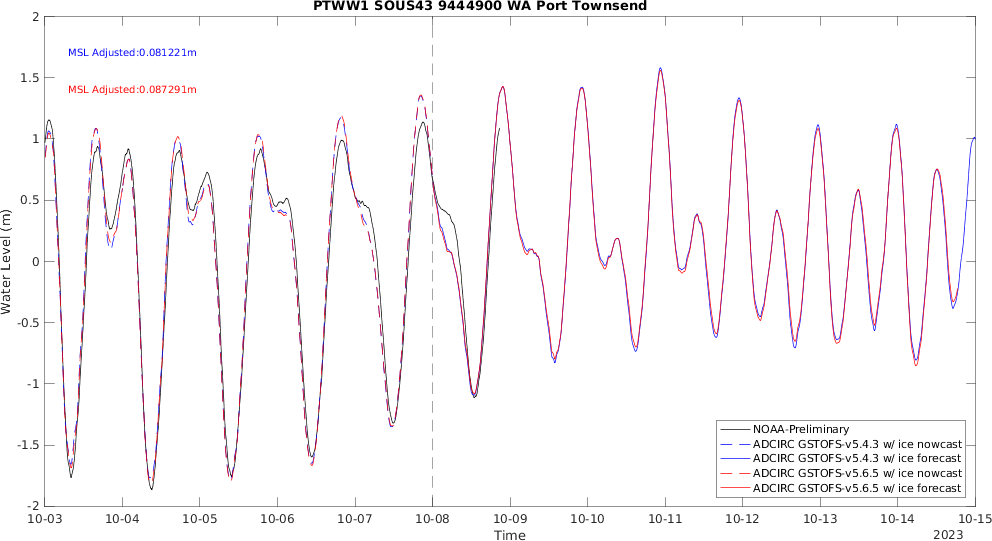 PTWW1 SOUS43 9444900 WA Port Townsend
MSL Adjusted:0.081221m
MSL Adjusted:0.087291m
Water Level (m)
2
1.5
1
0.5
0
-0.5
-1
-1.5
-2
NOAA-Preliminary
ADCIRC GSTOFS-v5.4.3 w/ ice nowcast
ADCIRC GSTOFS-v5.4.3 w/ ice forecast
ADCIRC GSTOFS-v5.6.5 w/ ice nowcast
ADCIRC GSTOFS-v5.6.5 w/ ice forecast
10-03 10-04 10-05 10-06 10-07 10-08 10-09 10-10 10-11 10-12 10-13 10-14 10-15
Time
2023